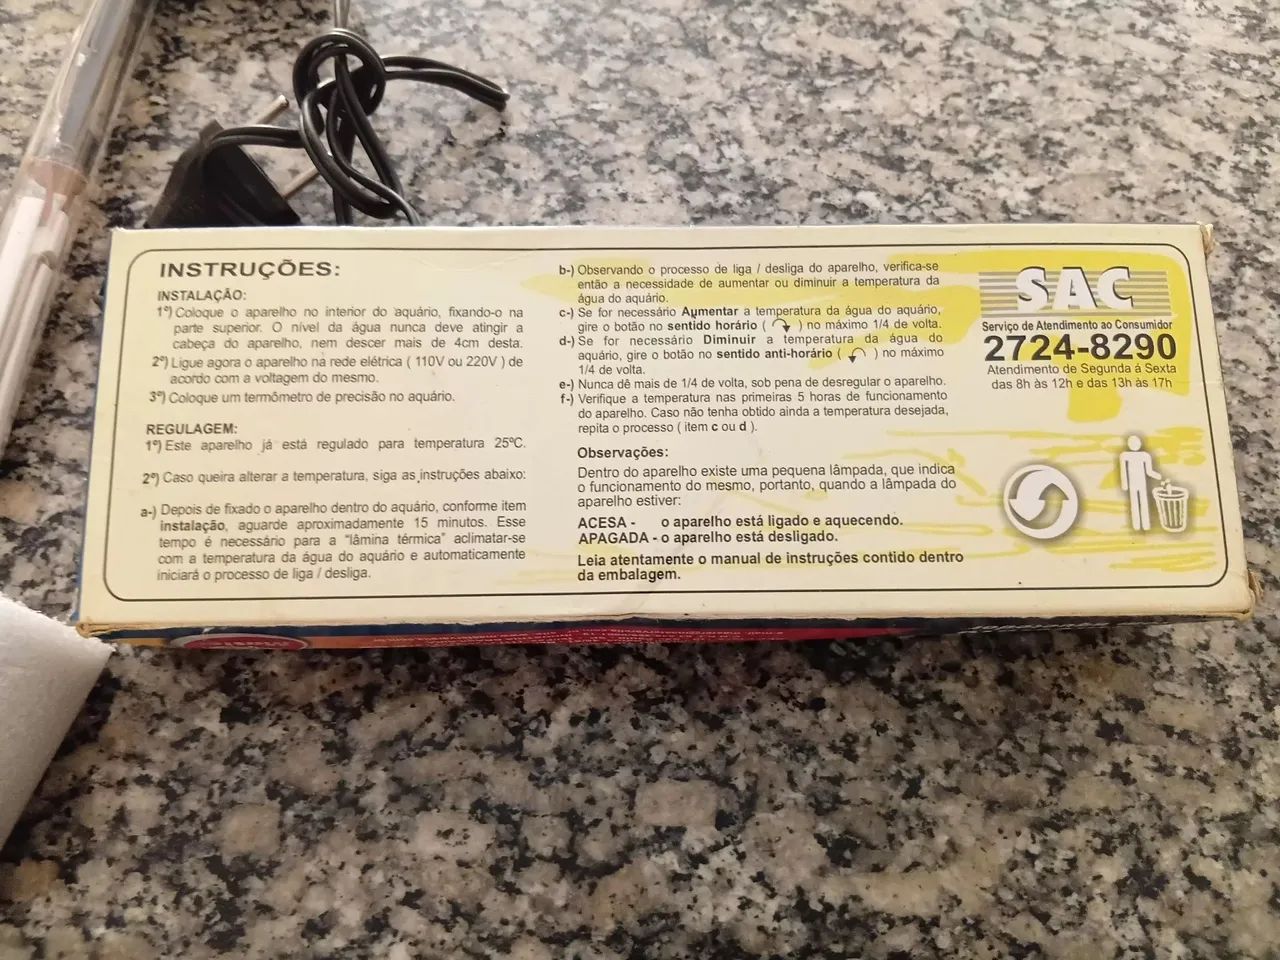 INSTRUÇÕES:
INSTALAÇÃO:
1º) Coloque o aparelho no interior do aquário, fixando-o na
parte superior. O nível da água nunca deve atingir a
cabeça do aparelho, nem descer mais de 4cm desta.
2º) Ligue agora o aparelho na rede elétrica ( 110V ou 220V ) de
acordo com a voltagem do mesmo.
3º) Coloque um termômetro de precisão no aquário.
REGULAGEM:
1º) Este aparelho já está regulado para temperatura 25ºC.
2º) Caso queira alterar a temperatura, siga as instruções abaixo:
a-) Depois de fixado o aparelho dentro do aquário, conforme item
instalação, aguarde aproximadamente 15 minutos. Esse
tempo é necessário para a "lâmina térmica" aclimatar-se
com a temperatura da água do aquário e automaticamente
iniciará o processo de liga / desliga.
b-) Observando o processo de liga / desliga do aparelho, verifica-se
então a necessidade de aumentar ou diminuir a temperatura da
água do aquário.
c-) Se for necessário Aumentar a temperatura da água do aquário,
gire o botão no sentido horário ( ) no máximo 1/4 de volta.
d-) Se for necessário Diminuir a temperatura da água do
aquário, gire o botão no sentido anti-horário ( ) no máximo
1/4 de volta.
e-) Nunca dê mais de 1/4 de volta, sob pena de desregular o aparelho.
f-) Verifique a temperatura nas primeiras 5 horas de funcionamento
do aparelho. Caso não tenha obtido ainda a temperatura desejada,
repita o processo ( item c ou d ).
Observações:
Dentro do aparelho existe uma pequena lâmpada, que indica
o funcionamento do mesmo, portanto, quando a lâmpada do
aparelho estiver:
ACESA - o aparelho está ligado e aquecendo.
APAGADA - o aparelho está desligado.
Leia atentamente o manual de instruções contido dentro
da embalagem.
SAC
Serviço de Atendimento ao Consumidor
2724-8290
Atendimento de Segunda á Sexta
das 8h às 12h e das 13h às 17h